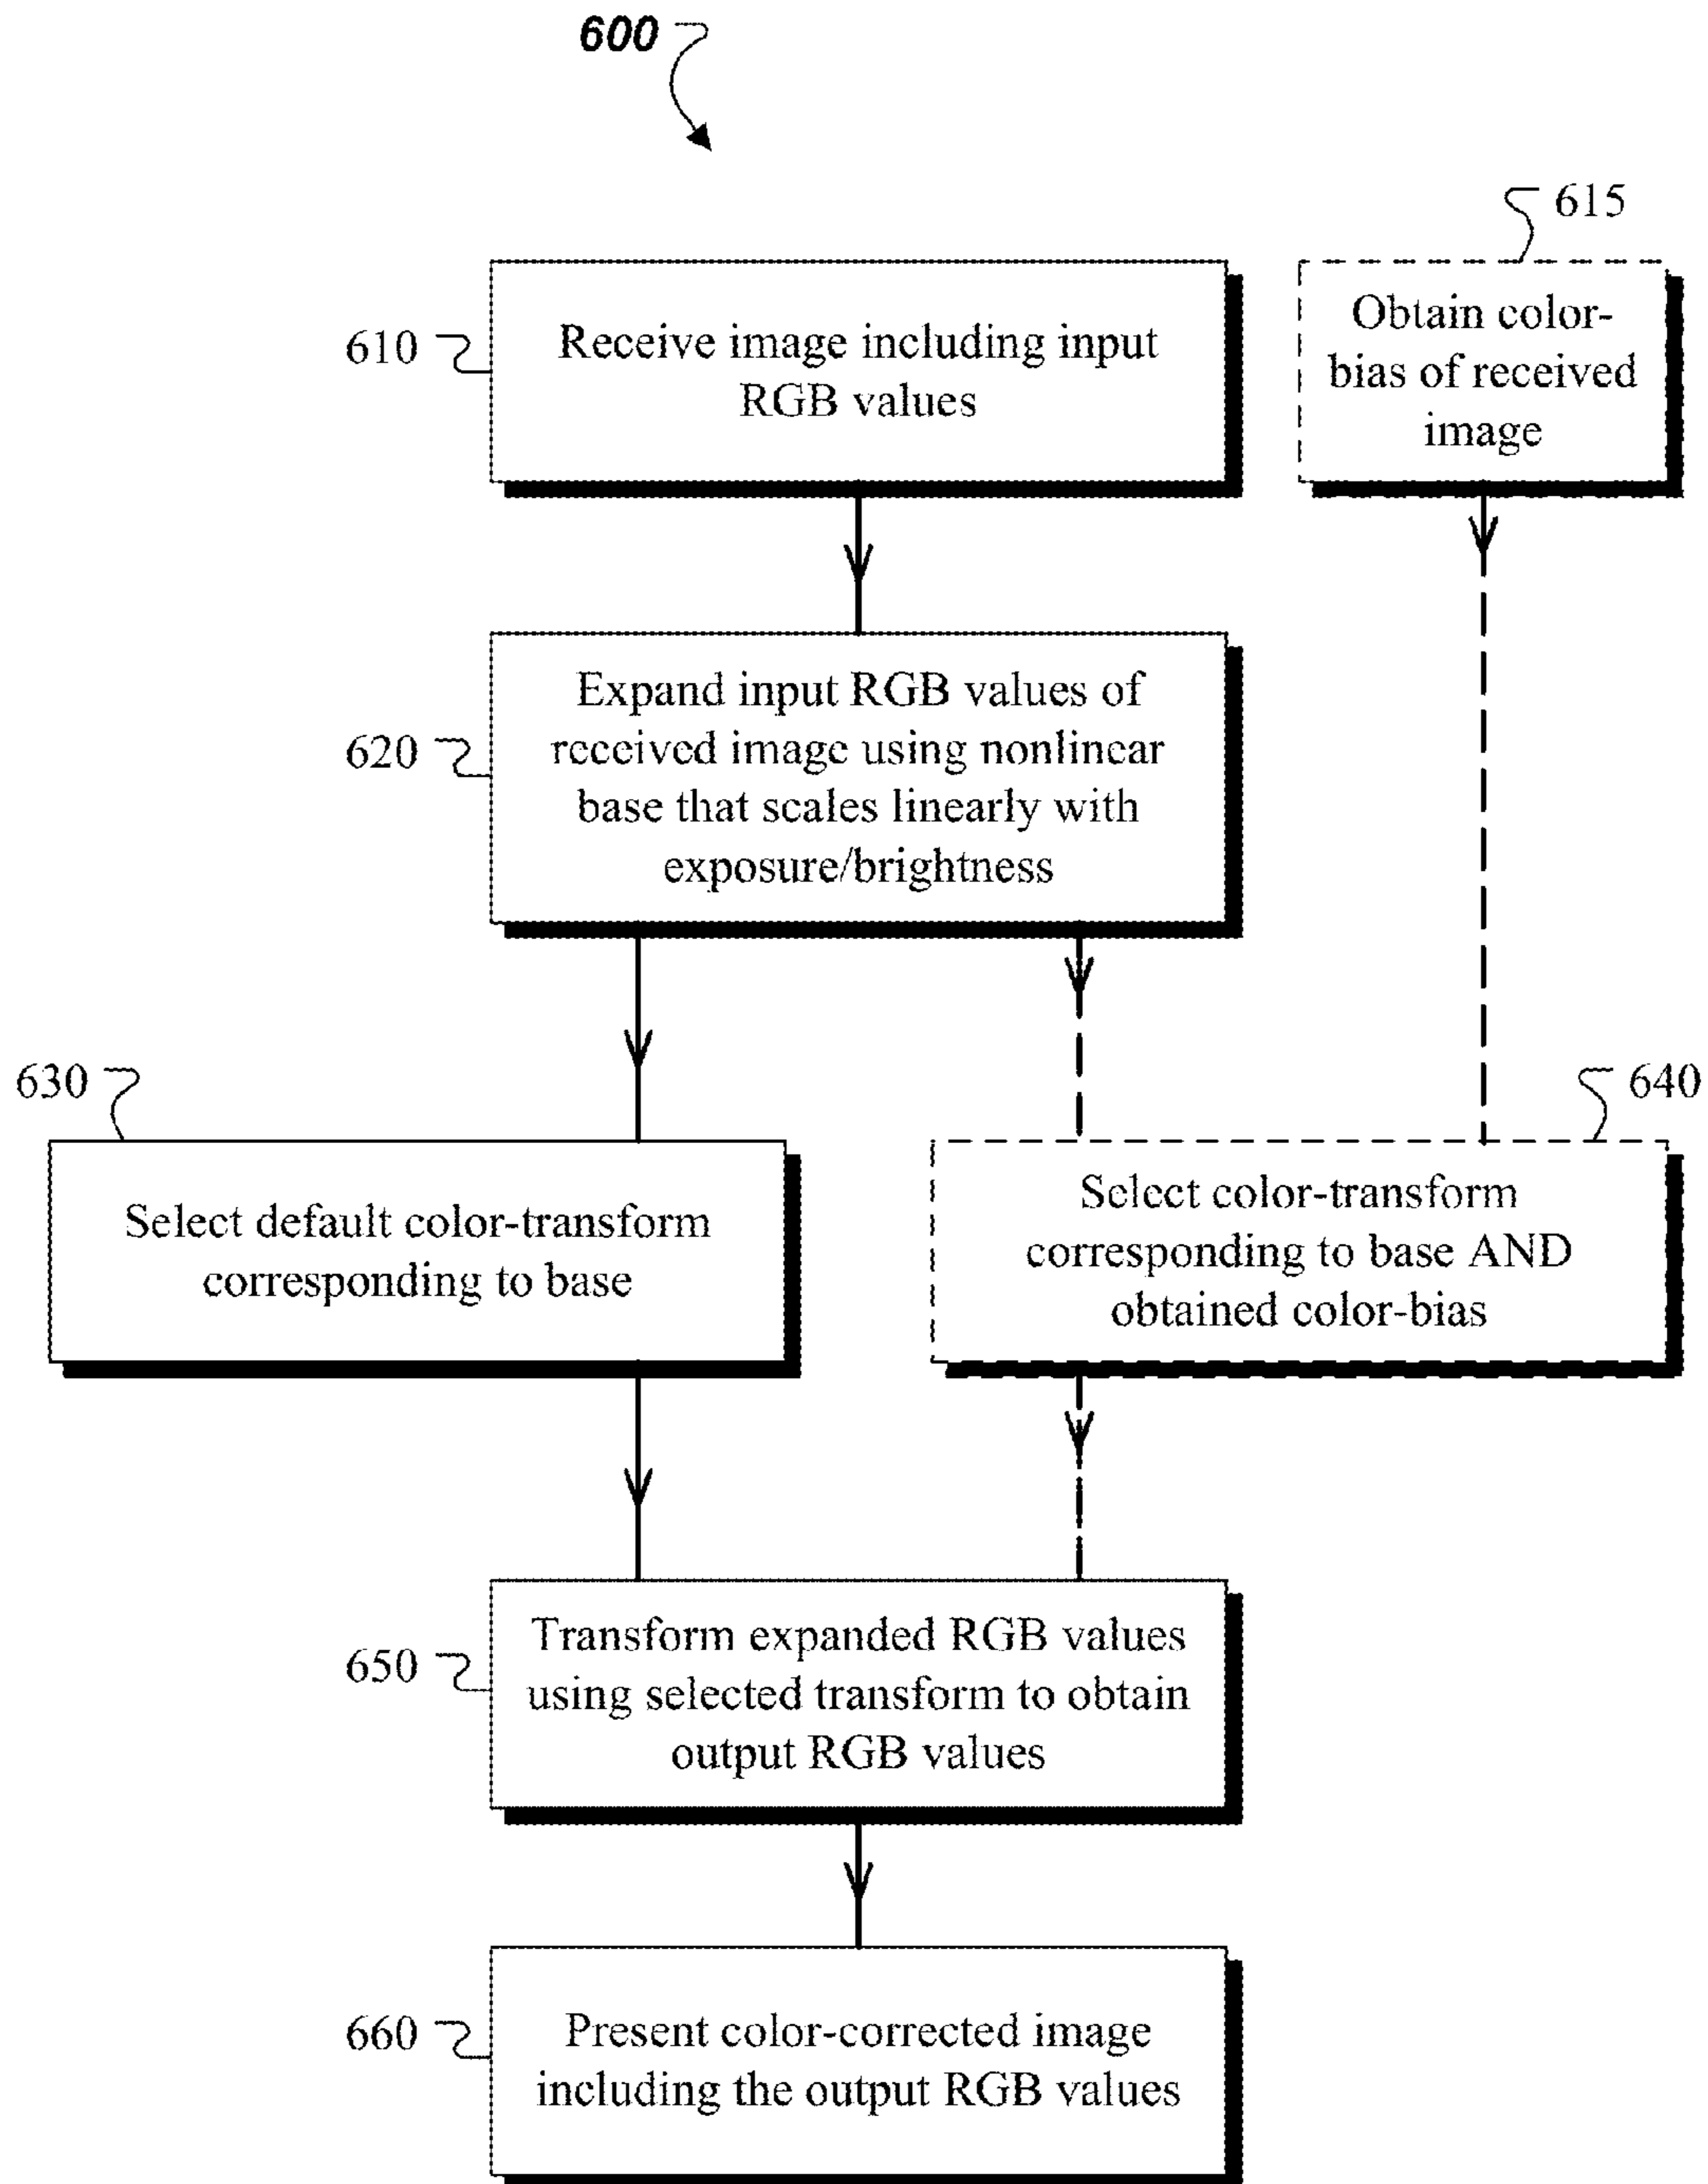 600
615
610
Receive image including input
RGB values
Obtain color-
bias of received
image
620
Expand input RGB values of
received image using nonlinear
base that scales linearly with
exposure/brightness
630
Select default color-transform
corresponding to base
640
Select color-transform
corresponding to base AND
obtained color-bias
650
Transform expanded RGB values
using selected transform to obtain
output RGB values
660
Present color-corrected image
including the output RGB values